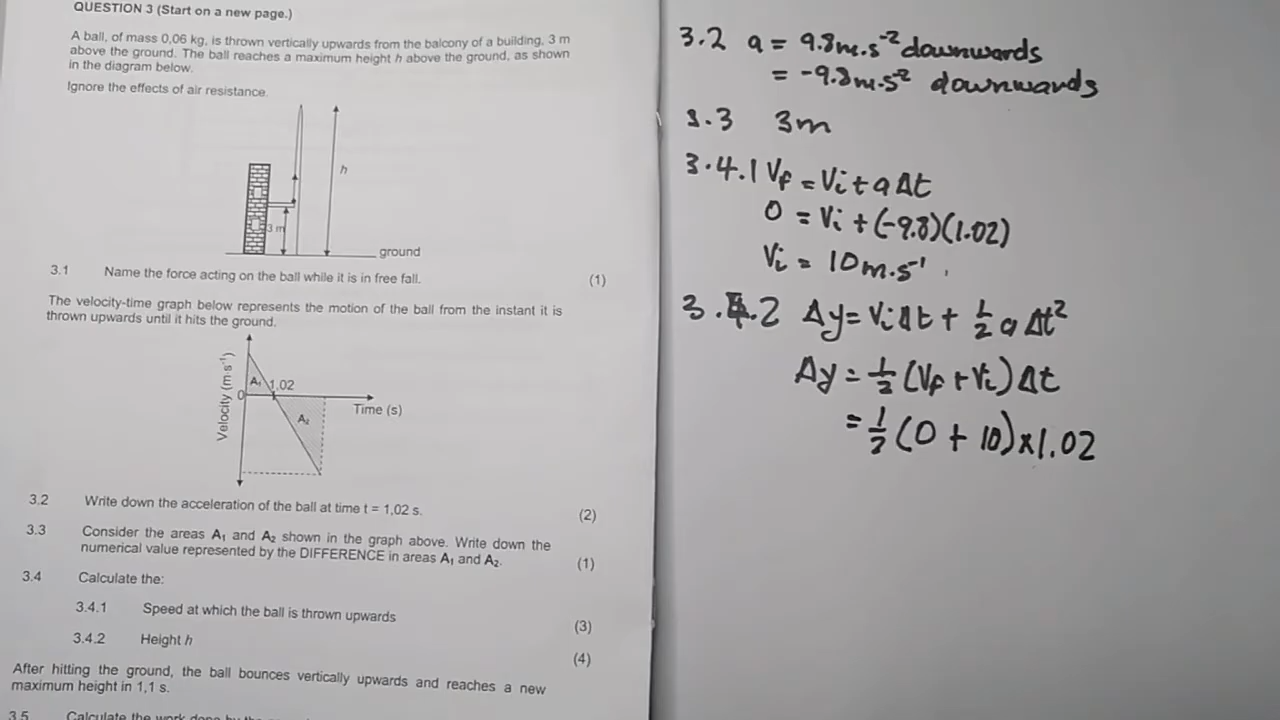 QUESTION 3 (Start on a new page.)
A ball, of mass 0,06 kg, is thrown vertically upwards from the balcony of a building, 3 m
above the ground. The ball reaches a maximum height h above the ground, as shown
in the diagram below.
Ignore the effects of air resistance.
h
3 m
ground
3.1 Name the force acting on the ball while it is in free fall. (1)
The velocity-time graph below represents the motion of the ball from the instant it is
thrown upwards until it hits the ground.
Velocity (m·s⁻¹)
0
A₁
1,02
Time (s)
A₂
3.2 Write down the acceleration of the ball at time t = 1,02 s. (2)
3.3 Consider the areas A₁ and A₂ shown in the graph above. Write down the
numerical value represented by the DIFFERENCE in areas A₁ and A₂. (1)
3.4 Calculate the:
3.4.1 Speed at which the ball is thrown upwards (3)
3.4.2 Height h (4)
After hitting the ground, the ball bounces vertically upwards and reaches a new
maximum height in 1,1 s.
3.5 Calculate the work done by the
3.2 a = 9.8m.s⁻² downwards
= -9.8m.s⁻² downwards
3.3 3m
3.4.1 Vf = Vi + aΔt
0 = Vi + (-9.8)(1.02)
Vi = 10m.s⁻¹.
3.4.2 Δy = ViΔt + ½ aΔt²
Δy = ½ (Vf + Vi) Δt
= ½ (0 + 10) × 1.02